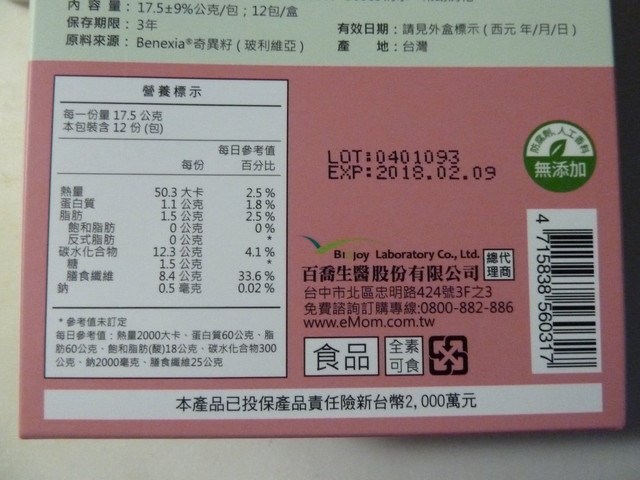 內 容 量：17.5±9%公克/包；12包/盒
保存期限：3年
原料來源：Benexia®奇異籽 ( 玻利維亞 )
有效日期：請見外盒標示 ( 西元 年/月/日 )
產　　地：台灣
營養標示
每一份量 17.5 公克
本包裝含 12 份 (包)
每日參考值
每份 百分比
熱量 50.3 大卡 2.5 %
蛋白質 1.1 公克 1.8 %
脂肪 1.5 公克 2.5 %
飽和脂肪 0 公克 0 %
反式脂肪 0 公克 *
碳水化合物 12.3 公克 4.1 %
糖 1.5 公克 *
膳食纖維 8.4 公克 33.6 %
鈉 0.5 毫克 0.02 %
* 參考值未訂定
每日參考值：熱量2000大卡、蛋白質60公克、脂
肪60公克、飽和脂肪(酸)18公克、碳水化合物300
公克、鈉2000毫克、膳食纖維25公克
LOT:0401093
EXP:2018.02.09
防腐劑、人工香料
無添加
Laboratory Co., Ltd.
百喬生醫股份有限公司
總代理商
台中市北區忠明路424號3F之3
免費諮詢訂購專線:0800-882-886
www.eMom.com.tw
食品
全素可食
4 715838 560317
本產品已投保產品責任險新台幣2,000萬元